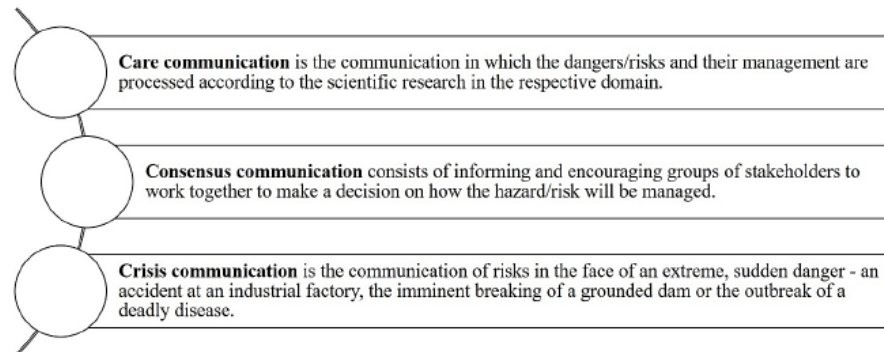 Care communication is the communication in which the dangers/risks and their management are
processed according to the scientific research in the respective domain.
Consensus communication consists of informing and encouraging groups of stakeholders to
work together to make a decision on how the hazard/risk will be managed.
Crisis communication is the communication of risks in the face of an extreme, sudden danger - an
accident at an industrial factory, the imminent breaking of a grounded dam or the outbreak of a
deadly disease.